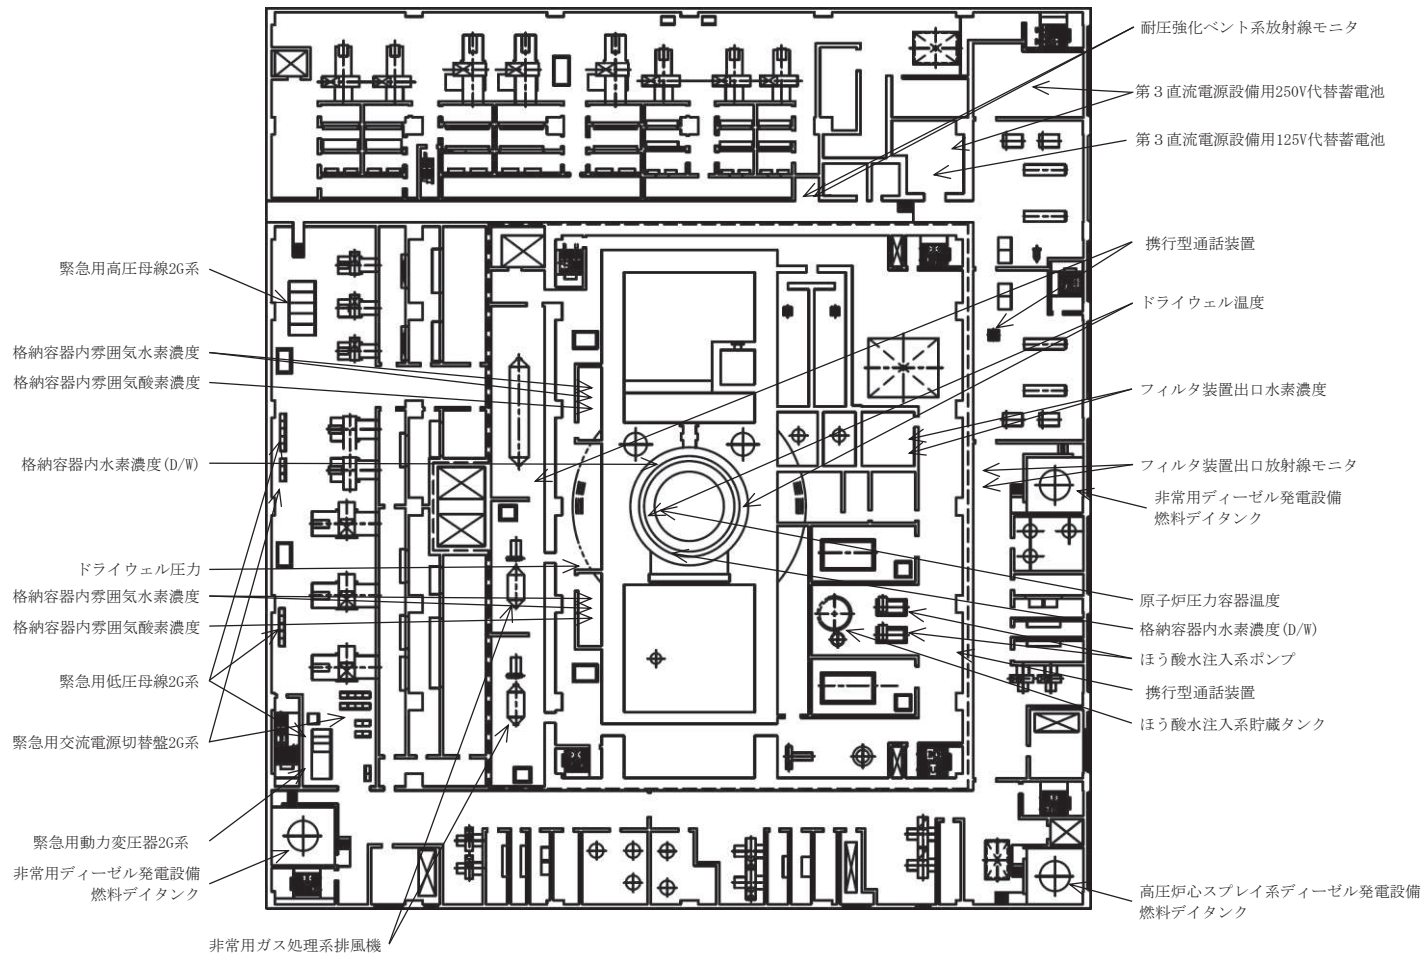 緊急用高圧母線2G系
格納容器内雰囲気水素濃度
格納容器内雰囲気酸素濃度
格納容器内水素濃度(D/W)
ドライウェル圧力
格納容器内雰囲気水素濃度
格納容器内雰囲気酸素濃度
緊急用低圧母線2G系
緊急用交流電源切替盤2G系
緊急用動力変圧器2G系
非常用ディーゼル発電設備
燃料デイタンク
非常用ガス処理系排風機
耐圧強化ベント系放射線モニタ
第３直流電源設備用250V代替蓄電池
第３直流電源設備用125V代替蓄電池
携行型通話装置
ドライウェル温度
フィルタ装置出口水素濃度
フィルタ装置出口放射線モニタ
非常用ディーゼル発電設備
燃料デイタンク
原子炉圧力容器温度
格納容器内水素濃度(D/W)
ほう酸水注入系ポンプ
携行型通話装置
ほう酸水注入系貯蔵タンク
高圧炉心スプレイ系ディーゼル発電設備
燃料デイタンク